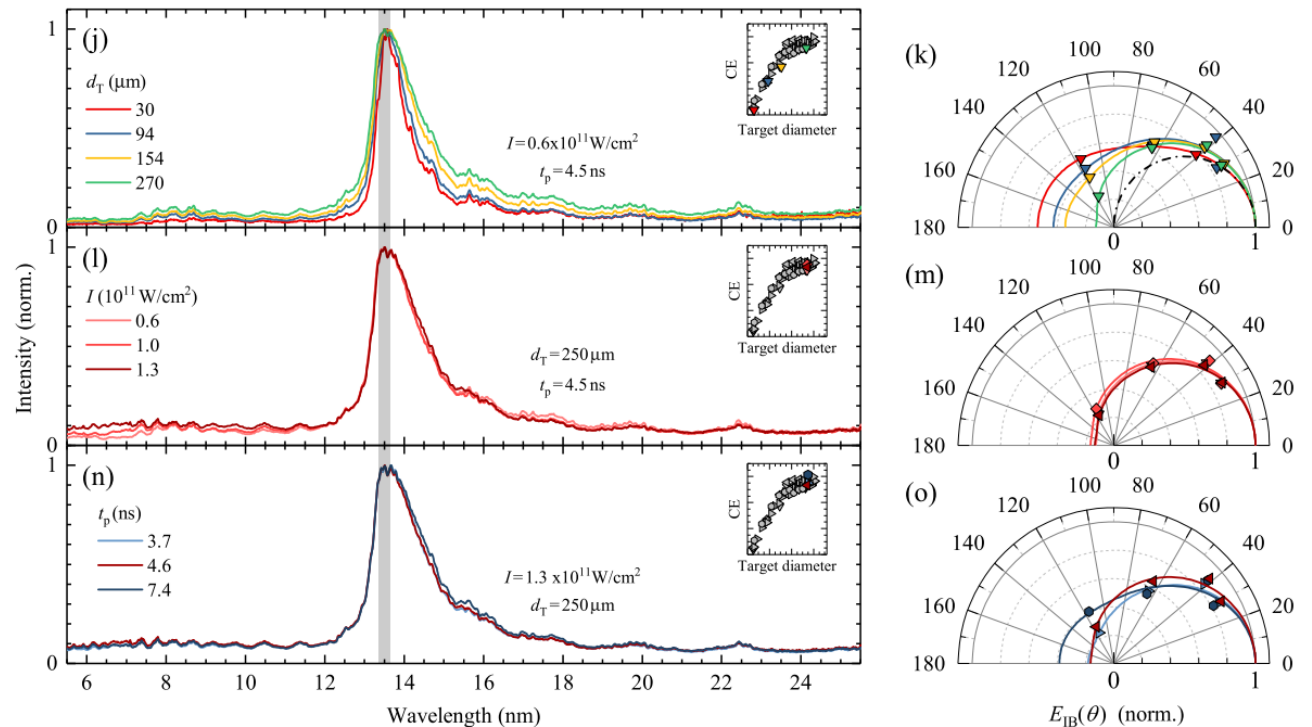 (j)
1
0
d_T (μm)
30
94
154
270
I = 0.6x10^11 W/cm^2
t_p = 4.5 ns
CE
Target diameter
(k)
180
160
140
120
100
80
60
40
20
0
0
1
(l)
1
0
I (10^11 W/cm^2)
0.6
1.0
1.3
d_T = 250 μm
t_p = 4.5 ns
CE
Target diameter
(m)
180
160
140
120
100
80
60
40
20
0
0
1
(n)
1
0
t_p (ns)
3.7
4.6
7.4
I = 1.3 x10^11 W/cm^2
d_T = 250 μm
CE
Target diameter
(o)
180
160
140
120
100
80
60
40
20
0
0
1
Intensity (norm.)
6 8 10 12 14 16 18 20 22 24
Wavelength (nm)
E_IB(θ) (norm.)